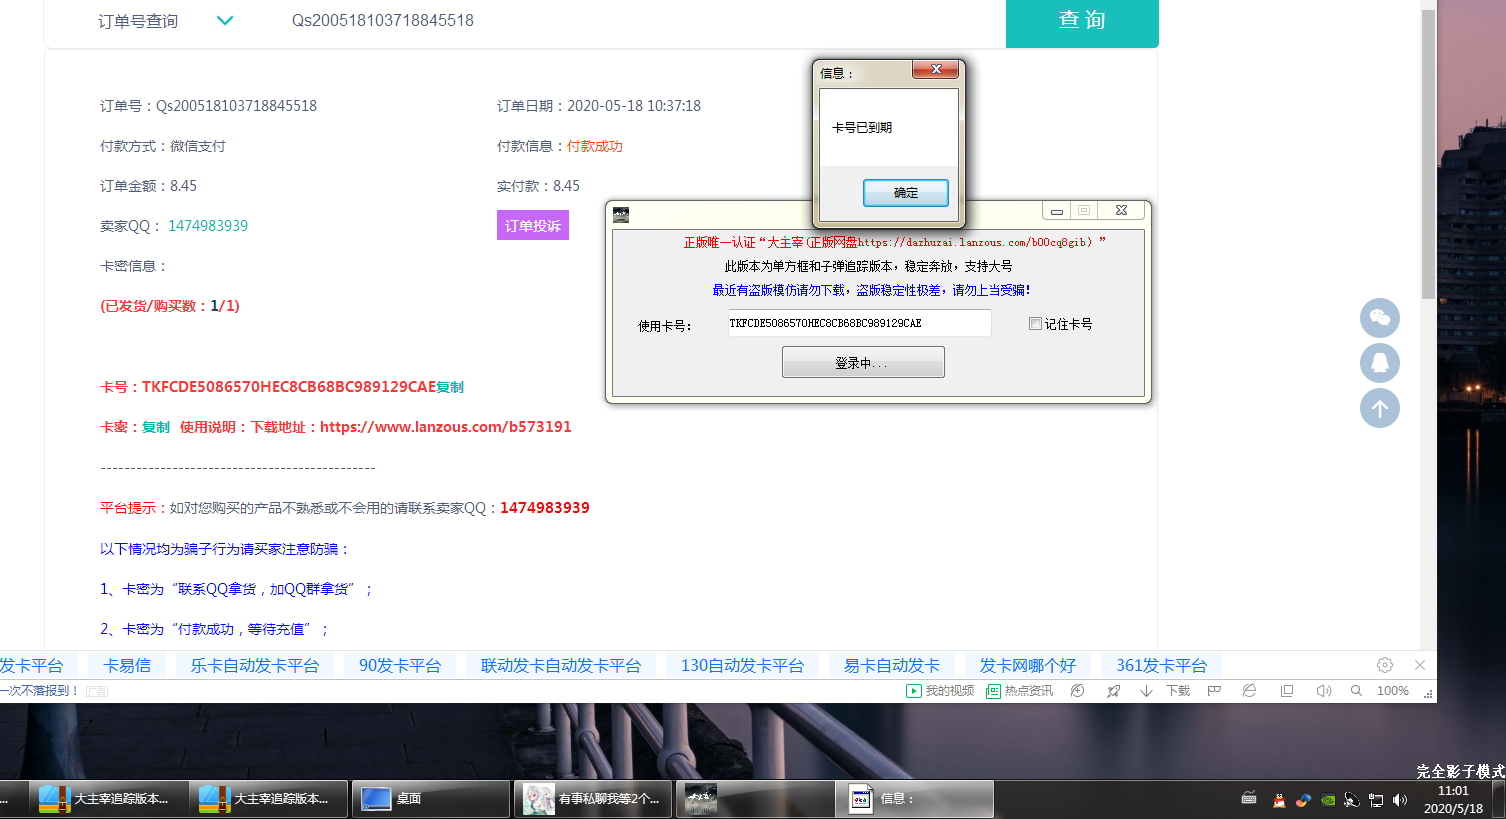 订单号查询 Qs200518103718845518 查 询
信息：
订单号：Qs200518103718845518 订单日期：2020-05-18 10:37:18
卡号已到期
付款方式：微信支付 付款信息：付款成功
订单金额：8.45 实付款：8.45
确定
卖家QQ： 1474983939 订单投诉
正版唯一认证“大主宰(正版网盘https://dazhuzai.lanzous.com/b00cq8gib）”
卡密信息：
此版本为单方框和子弹追踪版本，稳定奔放，支持大号
最近有盗版模仿请勿下载，盗版稳定性极差，请勿上当受骗！
(已发货/购买数：1/1)
使用卡号： TKFCDE5086570HEC8CB68BC989129CAE 记住卡号
登录中...
卡号：TKFCDE5086570HEC8CB68BC989129CAE复制
卡密：复制 使用说明：下载地址：https://www.lanzous.com/b573191
----------------------------------------------
平台提示：如对您购买的产品不熟悉或不会用的请联系卖家QQ：1474983939
以下情况均为骗子行为请买家注意防骗：
1、卡密为“联系QQ拿货，加QQ群拿货” ；
2、卡密为“付款成功，等待充值” ；
发卡平台 卡易信 乐卡自动发卡平台 90发卡平台 联动发卡自动发卡平台 130自动发卡平台 易卡自动发卡 发卡网哪个好 361发卡平台
一次不落报到！ 广告 我的视频 热点资讯 下载 100%
完全影子模式
... 大主宰追踪版本... 大主宰追踪版本... 桌面 有事私聊我等2个... 信息：
11:01
2020/5/18